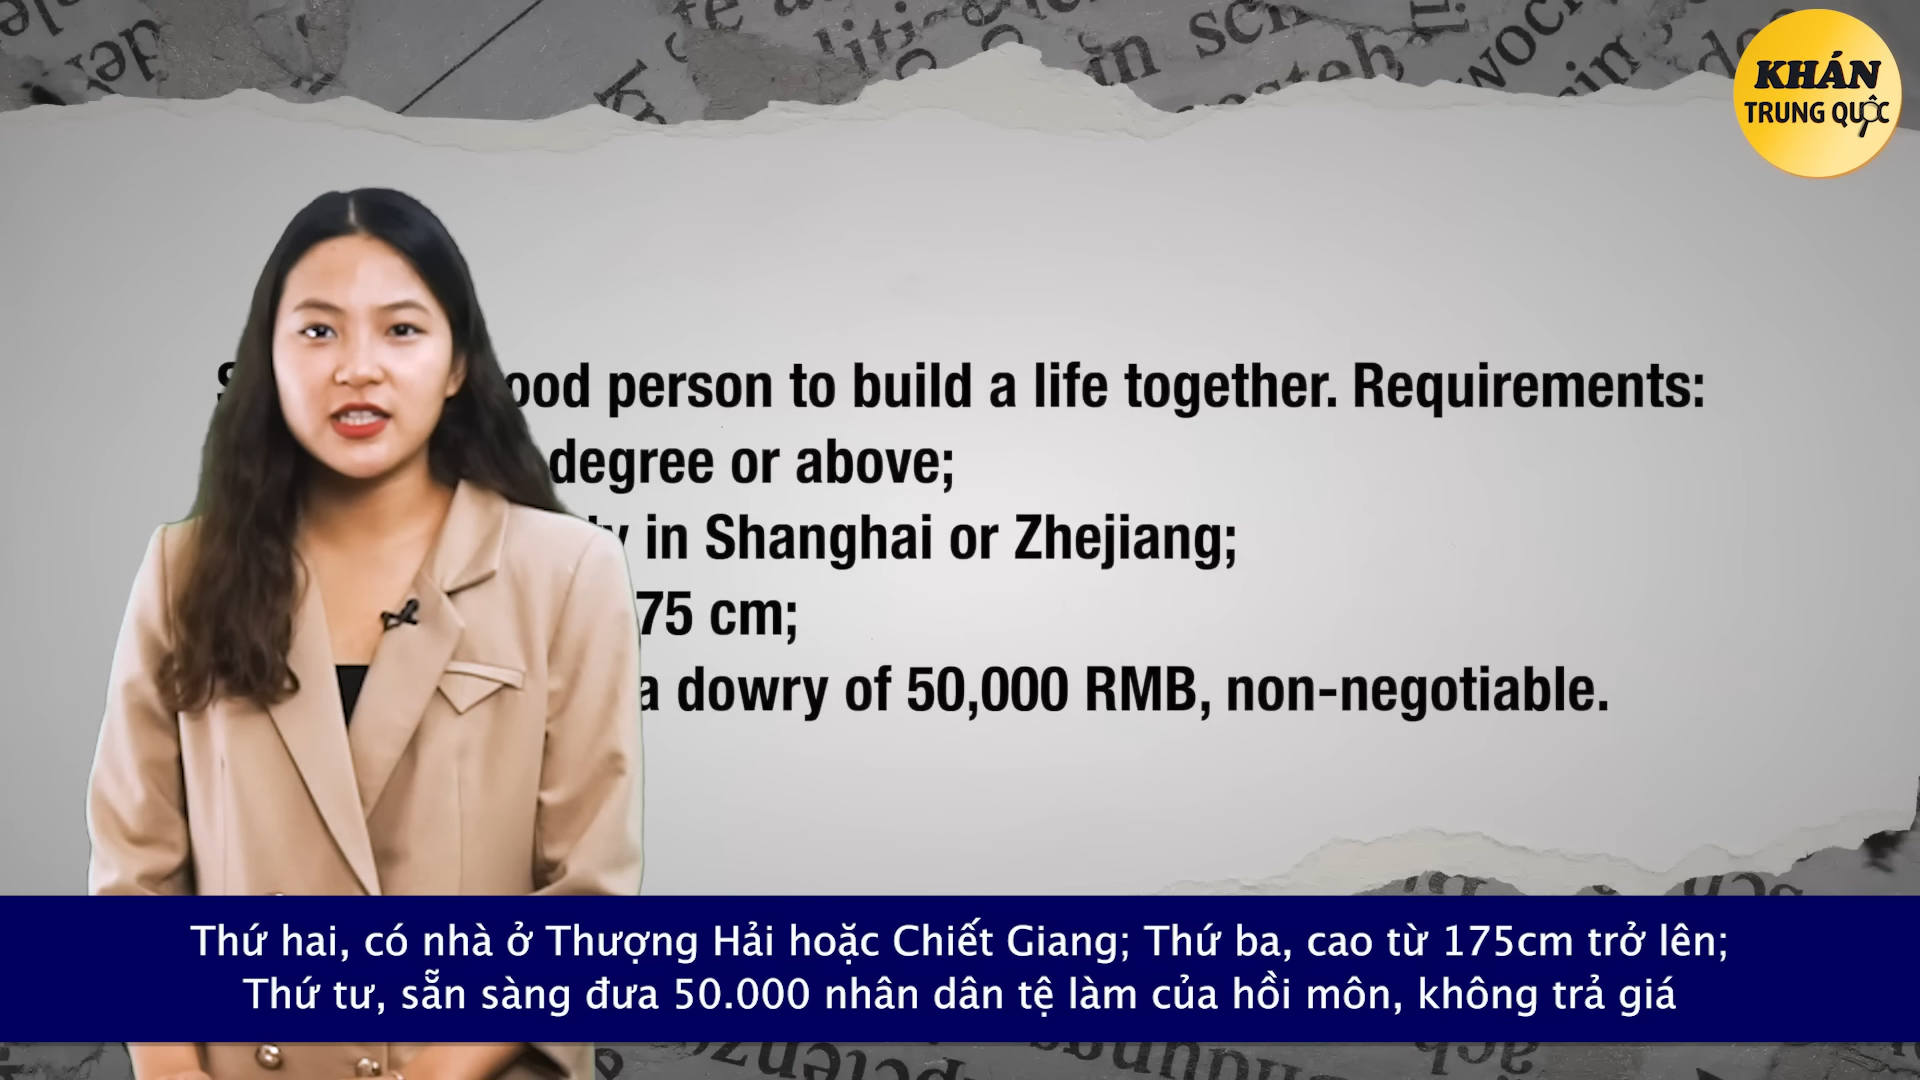 KHÁN
TRUNG QUỐC
ood person to build a life together. Requirements:
degree or above;
in Shanghai or Zhejiang;
75 cm;
a dowry of 50,000 RMB, non-negotiable.
Thứ hai, có nhà ở Thượng Hải hoặc Chiết Giang; Thứ ba, cao từ 175cm trở lên;
Thứ tư, sẵn sàng đưa 50.000 nhân dân tệ làm của hồi môn, không trả giá